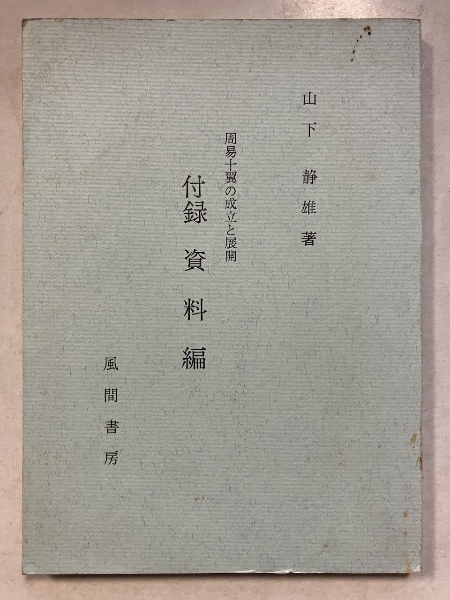 山下静雄著
周易十翼の成立と展開
付録資料編
風間書房